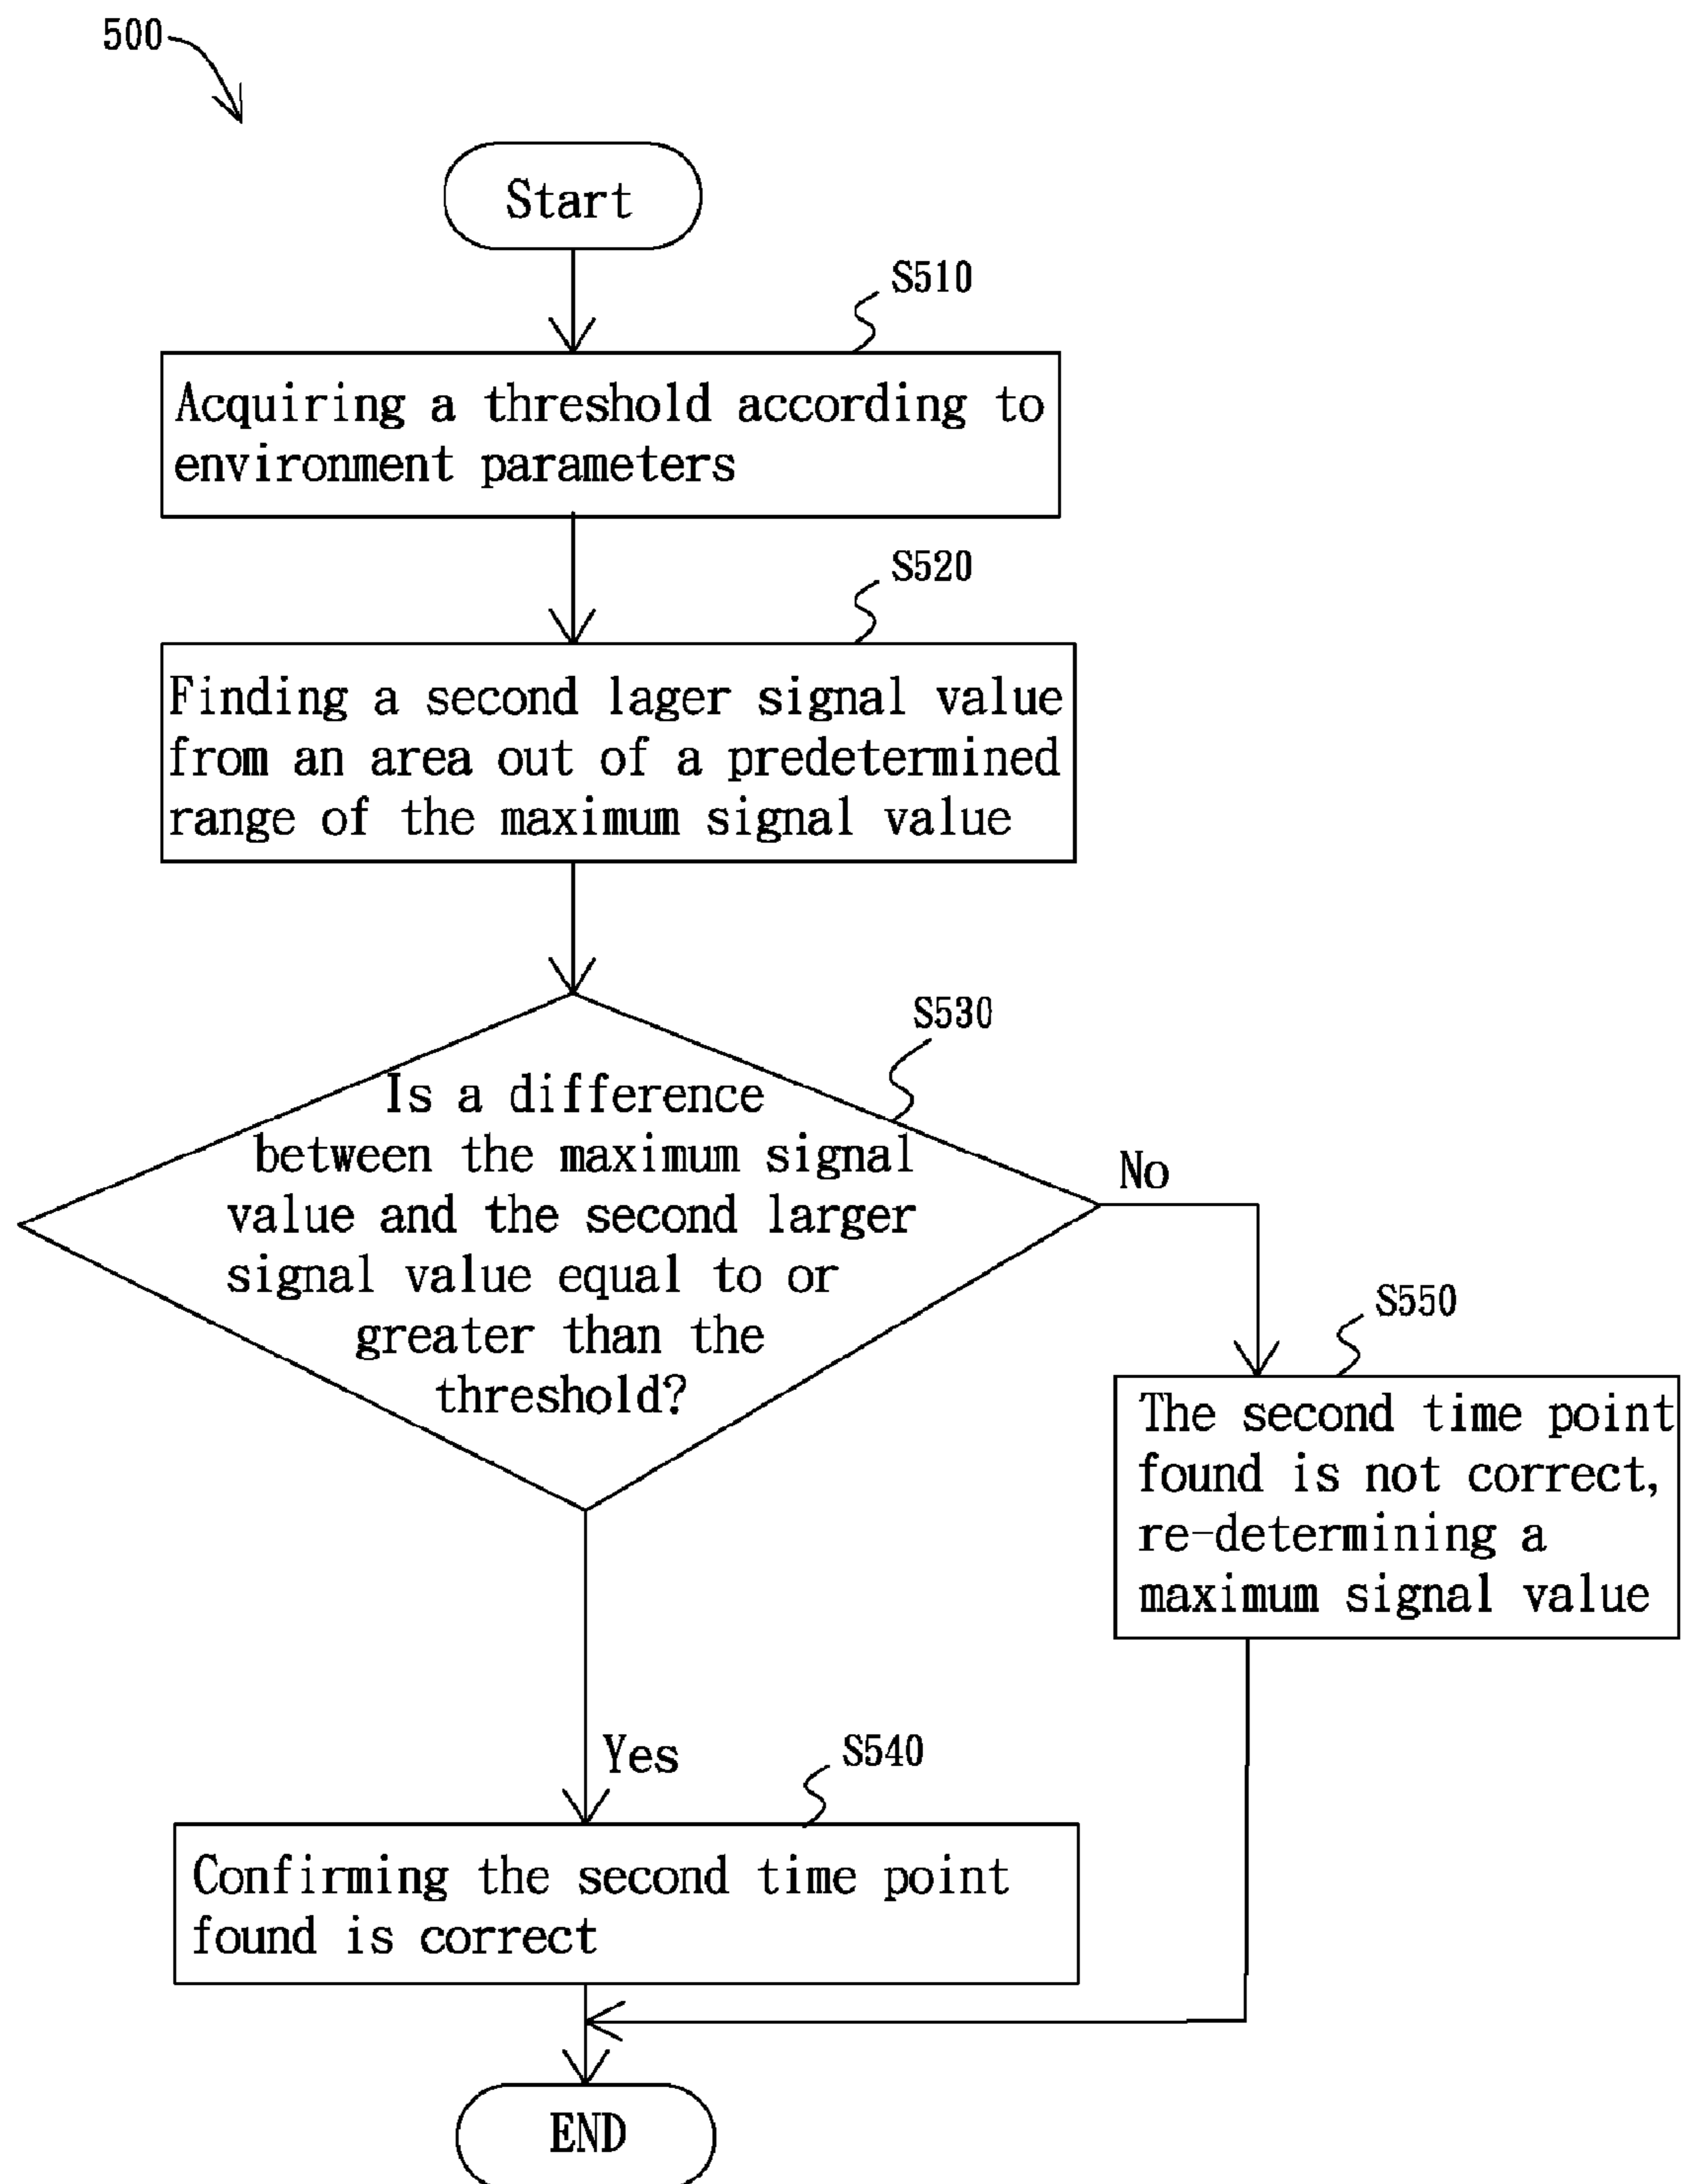 500
Start
S510
Acquiring a threshold according to
environment parameters
S520
Finding a second lager signal value
from an area out of a predetermined
range of the maximum signal value
S530
Is a difference
between the maximum signal
value and the second larger
signal value equal to or
greater than the
threshold?
No
S550
The second time point
found is not correct,
re-determining a
maximum signal value
Yes
S540
Confirming the second time point
found is correct
END